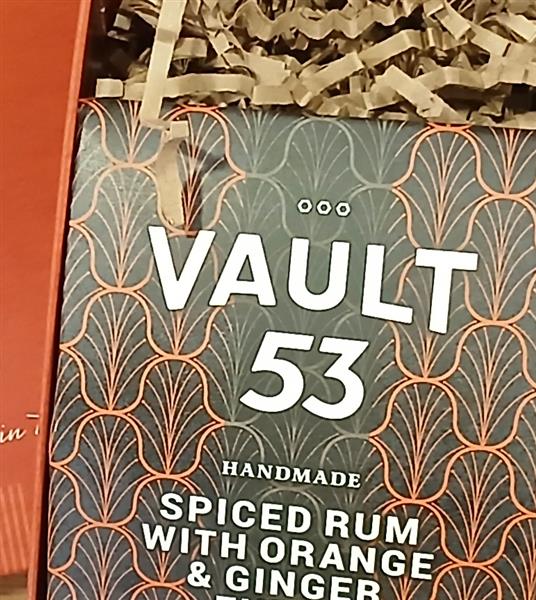 VAULT
53
HANDMADE
SPICED RUM
WITH ORANGE
& GINGER